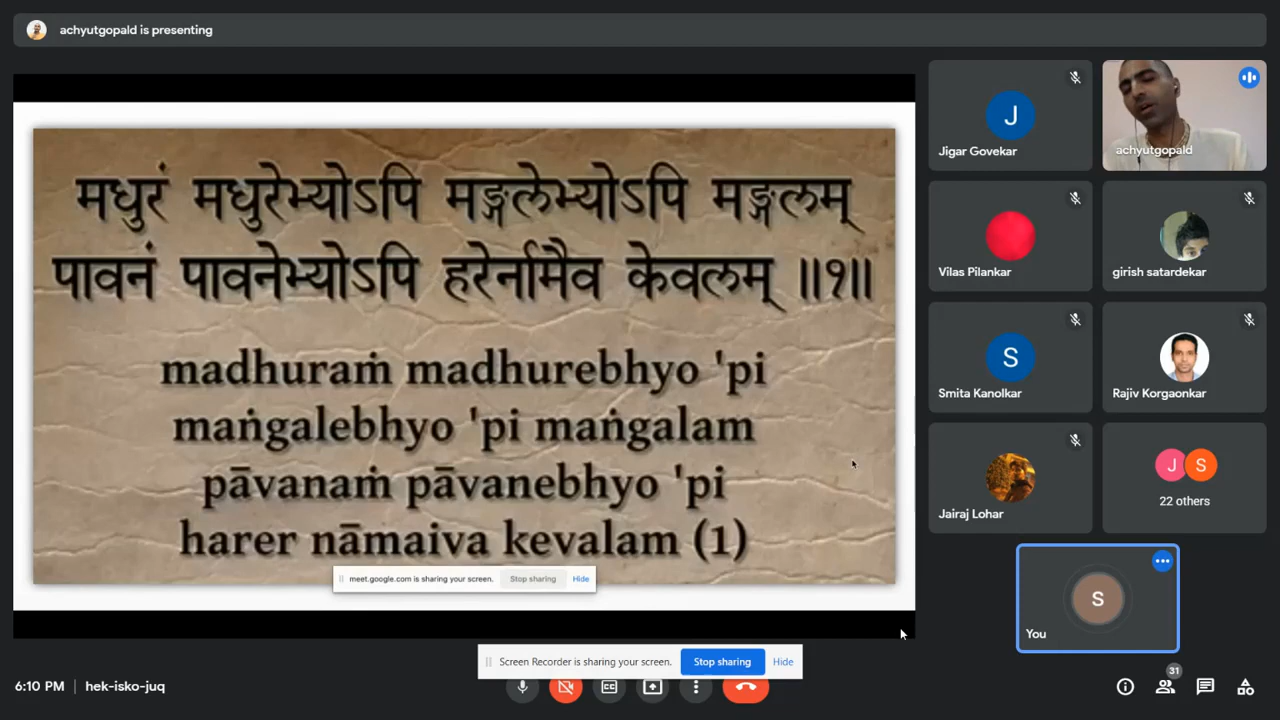 achyutgopald is presenting
मधुरं मधुरेभ्योऽपि मङ्गलेभ्योऽपि मङ्गलम्
पावनं पावनेभ्योऽपि हरेर्नामैव केवलम् ॥१॥
madhuraṁ madhurebhyo 'pi
maṅgalebhyo 'pi maṅgalam
pāvanaṁ pāvanebhyo 'pi
harer nāmaiva kevalam (1)
meet.google.com is sharing your screen. Stop sharing Hide
J
Jigar Govekar
achyutgopald
Vilas Pilankar
girish satardekar
S
Smita Kanolkar
Rajiv Korgaonkar
Jairaj Lohar
J S
22 others
S
You
Screen Recorder is sharing your screen. Stop sharing Hide
6:10 PM | hek-isko-juq
CC
31